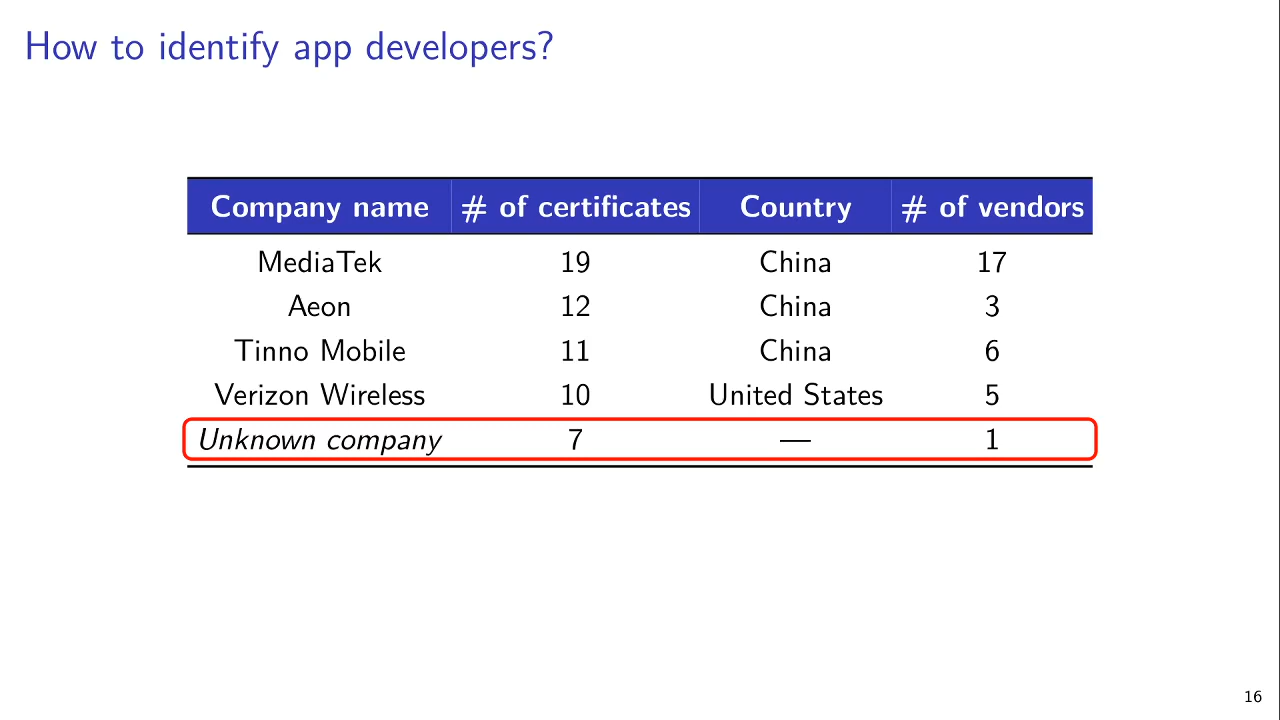 How to identify app developers?
Company name # of certificates Country # of vendors
MediaTek 19 China 17
Aeon 12 China 3
Tinno Mobile 11 China 6
Verizon Wireless 10 United States 5
Unknown company 7 — 1
16